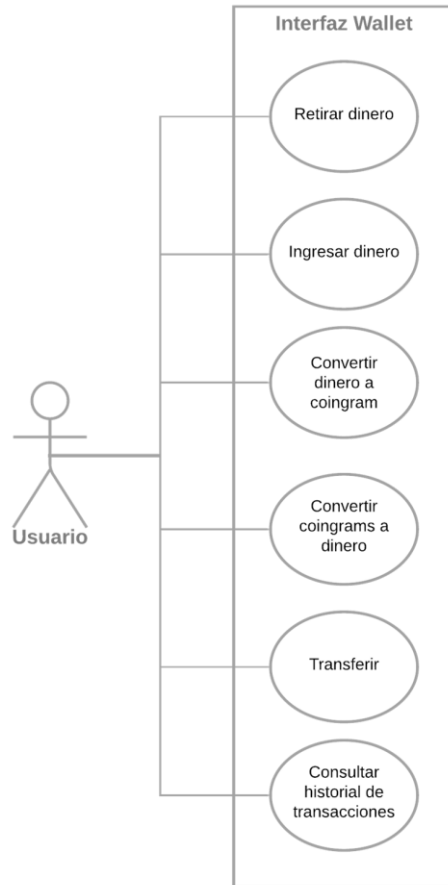 Interfaz Wallet
Retirar dinero
Ingresar dinero
Convertir
dinero a
coingram
Convertir
coingrams a
dinero
Usuario
Transferir
Consultar
historial de
transacciones